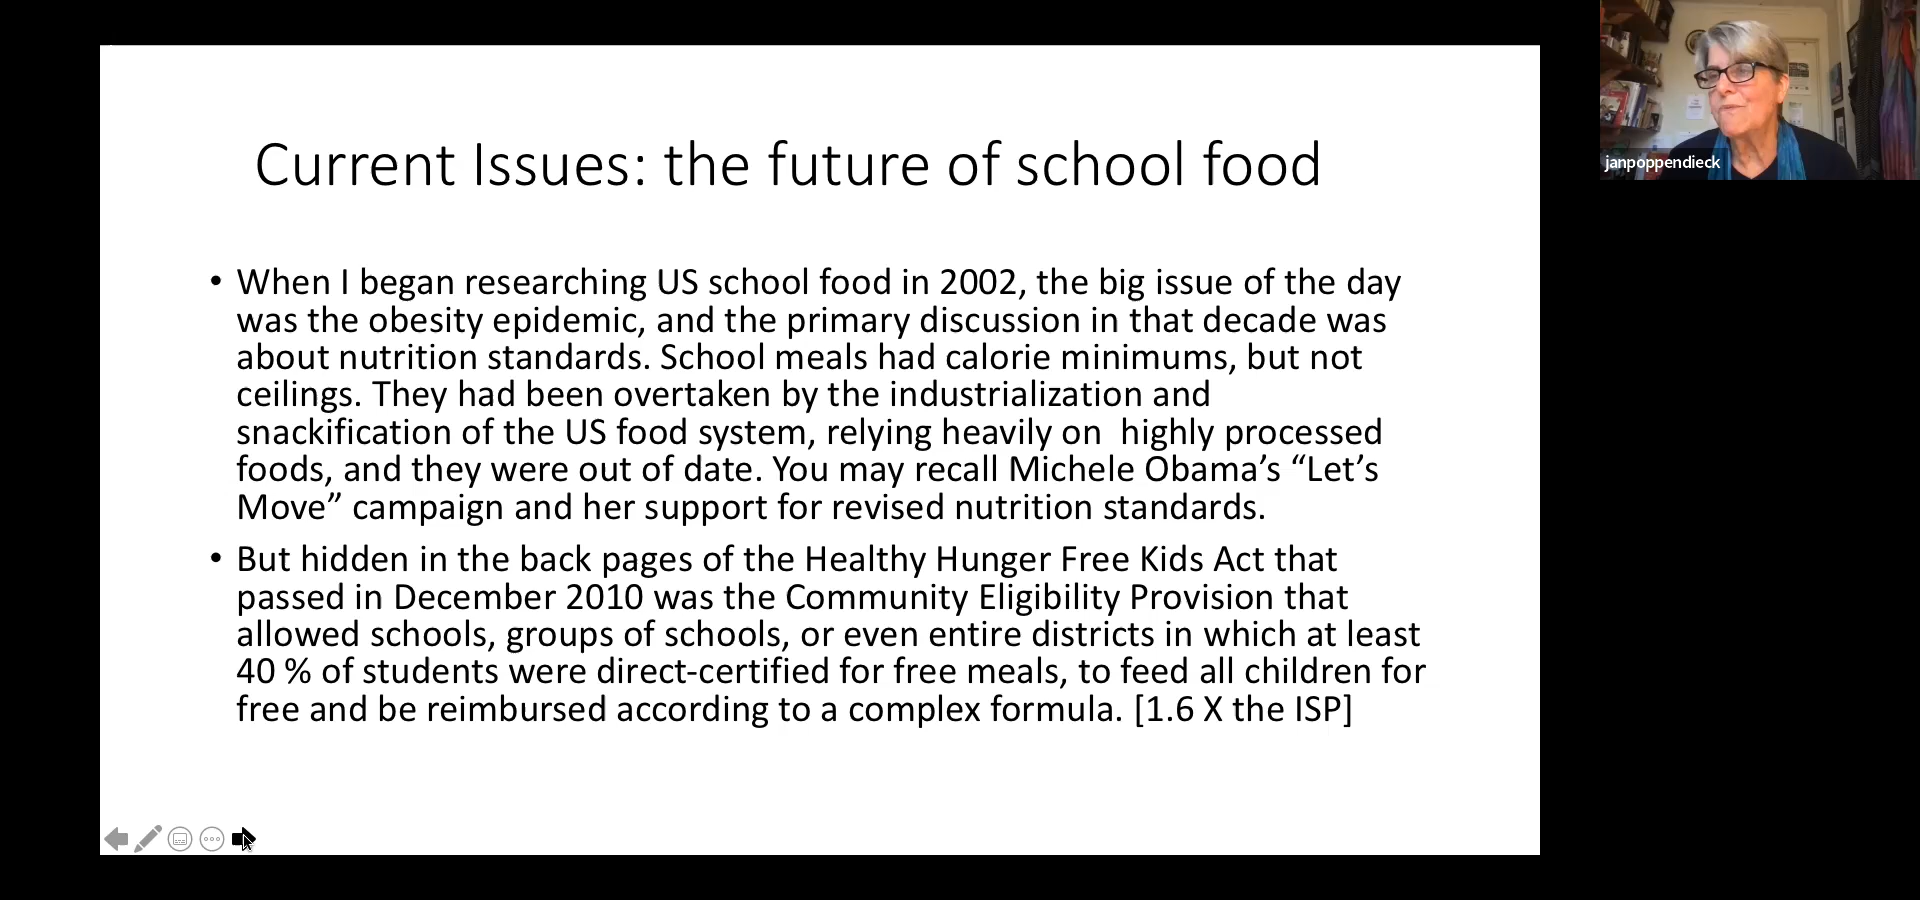 Current Issues: the future of school food
• When I began researching US school food in 2002, the big issue of the day
was the obesity epidemic, and the primary discussion in that decade was
about nutrition standards. School meals had calorie minimums, but not
ceilings. They had been overtaken by the industrialization and
snackification of the US food system, relying heavily on  highly processed
foods, and they were out of date. You may recall Michele Obama’s “Let’s
Move” campaign and her support for revised nutrition standards.
• But hidden in the back pages of the Healthy Hunger Free Kids Act that
passed in December 2010 was the Community Eligibility Provision that
allowed schools, groups of schools, or even entire districts in which at least
40 % of students were direct-certified for free meals, to feed all children for
free and be reimbursed according to a complex formula. [1.6 X the ISP]
janpoppendieck